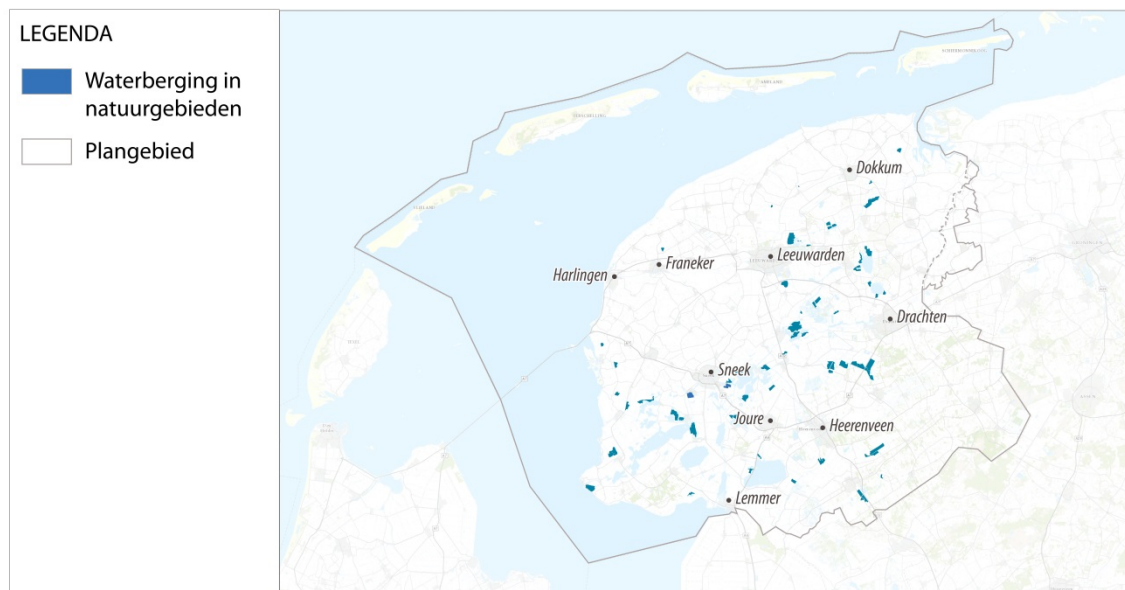 LEGENDA
Waterberging in
natuurgebieden
Plangebied
Dokkum
Leeuwarden
Franeker
Harlingen
Drachten
Sneek
Joure
Heerenveen
Lemmer